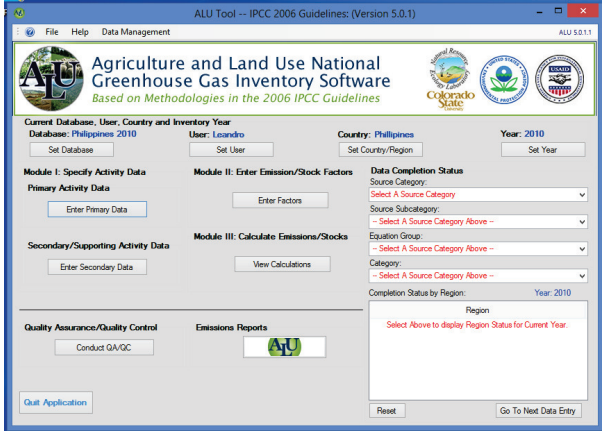 ALU Tool -- IPCC 2006 Guidelines: (Version 5.0.1)
File Help Data Management
ALU 5.0.1.1
ALU
Agriculture and Land Use National
Greenhouse Gas Inventory Software
Based on Methodologies in the 2006 IPCC Guidelines
Natural Resource Ecology Laboratory
Colorado
State
University
USAID
Current Database, User, Country and Inventory Year
Database: Philippines 2010
User: Leandro
Country: Phillipines
Year: 2010
Set Database
Set User
Set Country/Region
Set Year
Module I: Specify Activity Data
Primary Activity Data
Enter Primary Data
Secondary/Supporting Activity Data
Enter Secondary Data
Module II: Enter Emission/Stock Factors
Enter Factors
Module III: Calculate Emissions/Stocks
View Calculations
Data Completion Status
Source Category:
Select A Source Category
Source Subcategory:
-- Select A Source Category Above --
Equation Group:
-- Select A Source Category Above --
Category:
-- Select A Source Category Above --
Completion Status by Region:
Year: 2010
Region
Select Above to display Region Status for Current Year.
Quality Assurance/Quality Control
Conduct QA/QC
Emissions Reports
ALU
Quit Application
Reset
Go To Next Data Entry